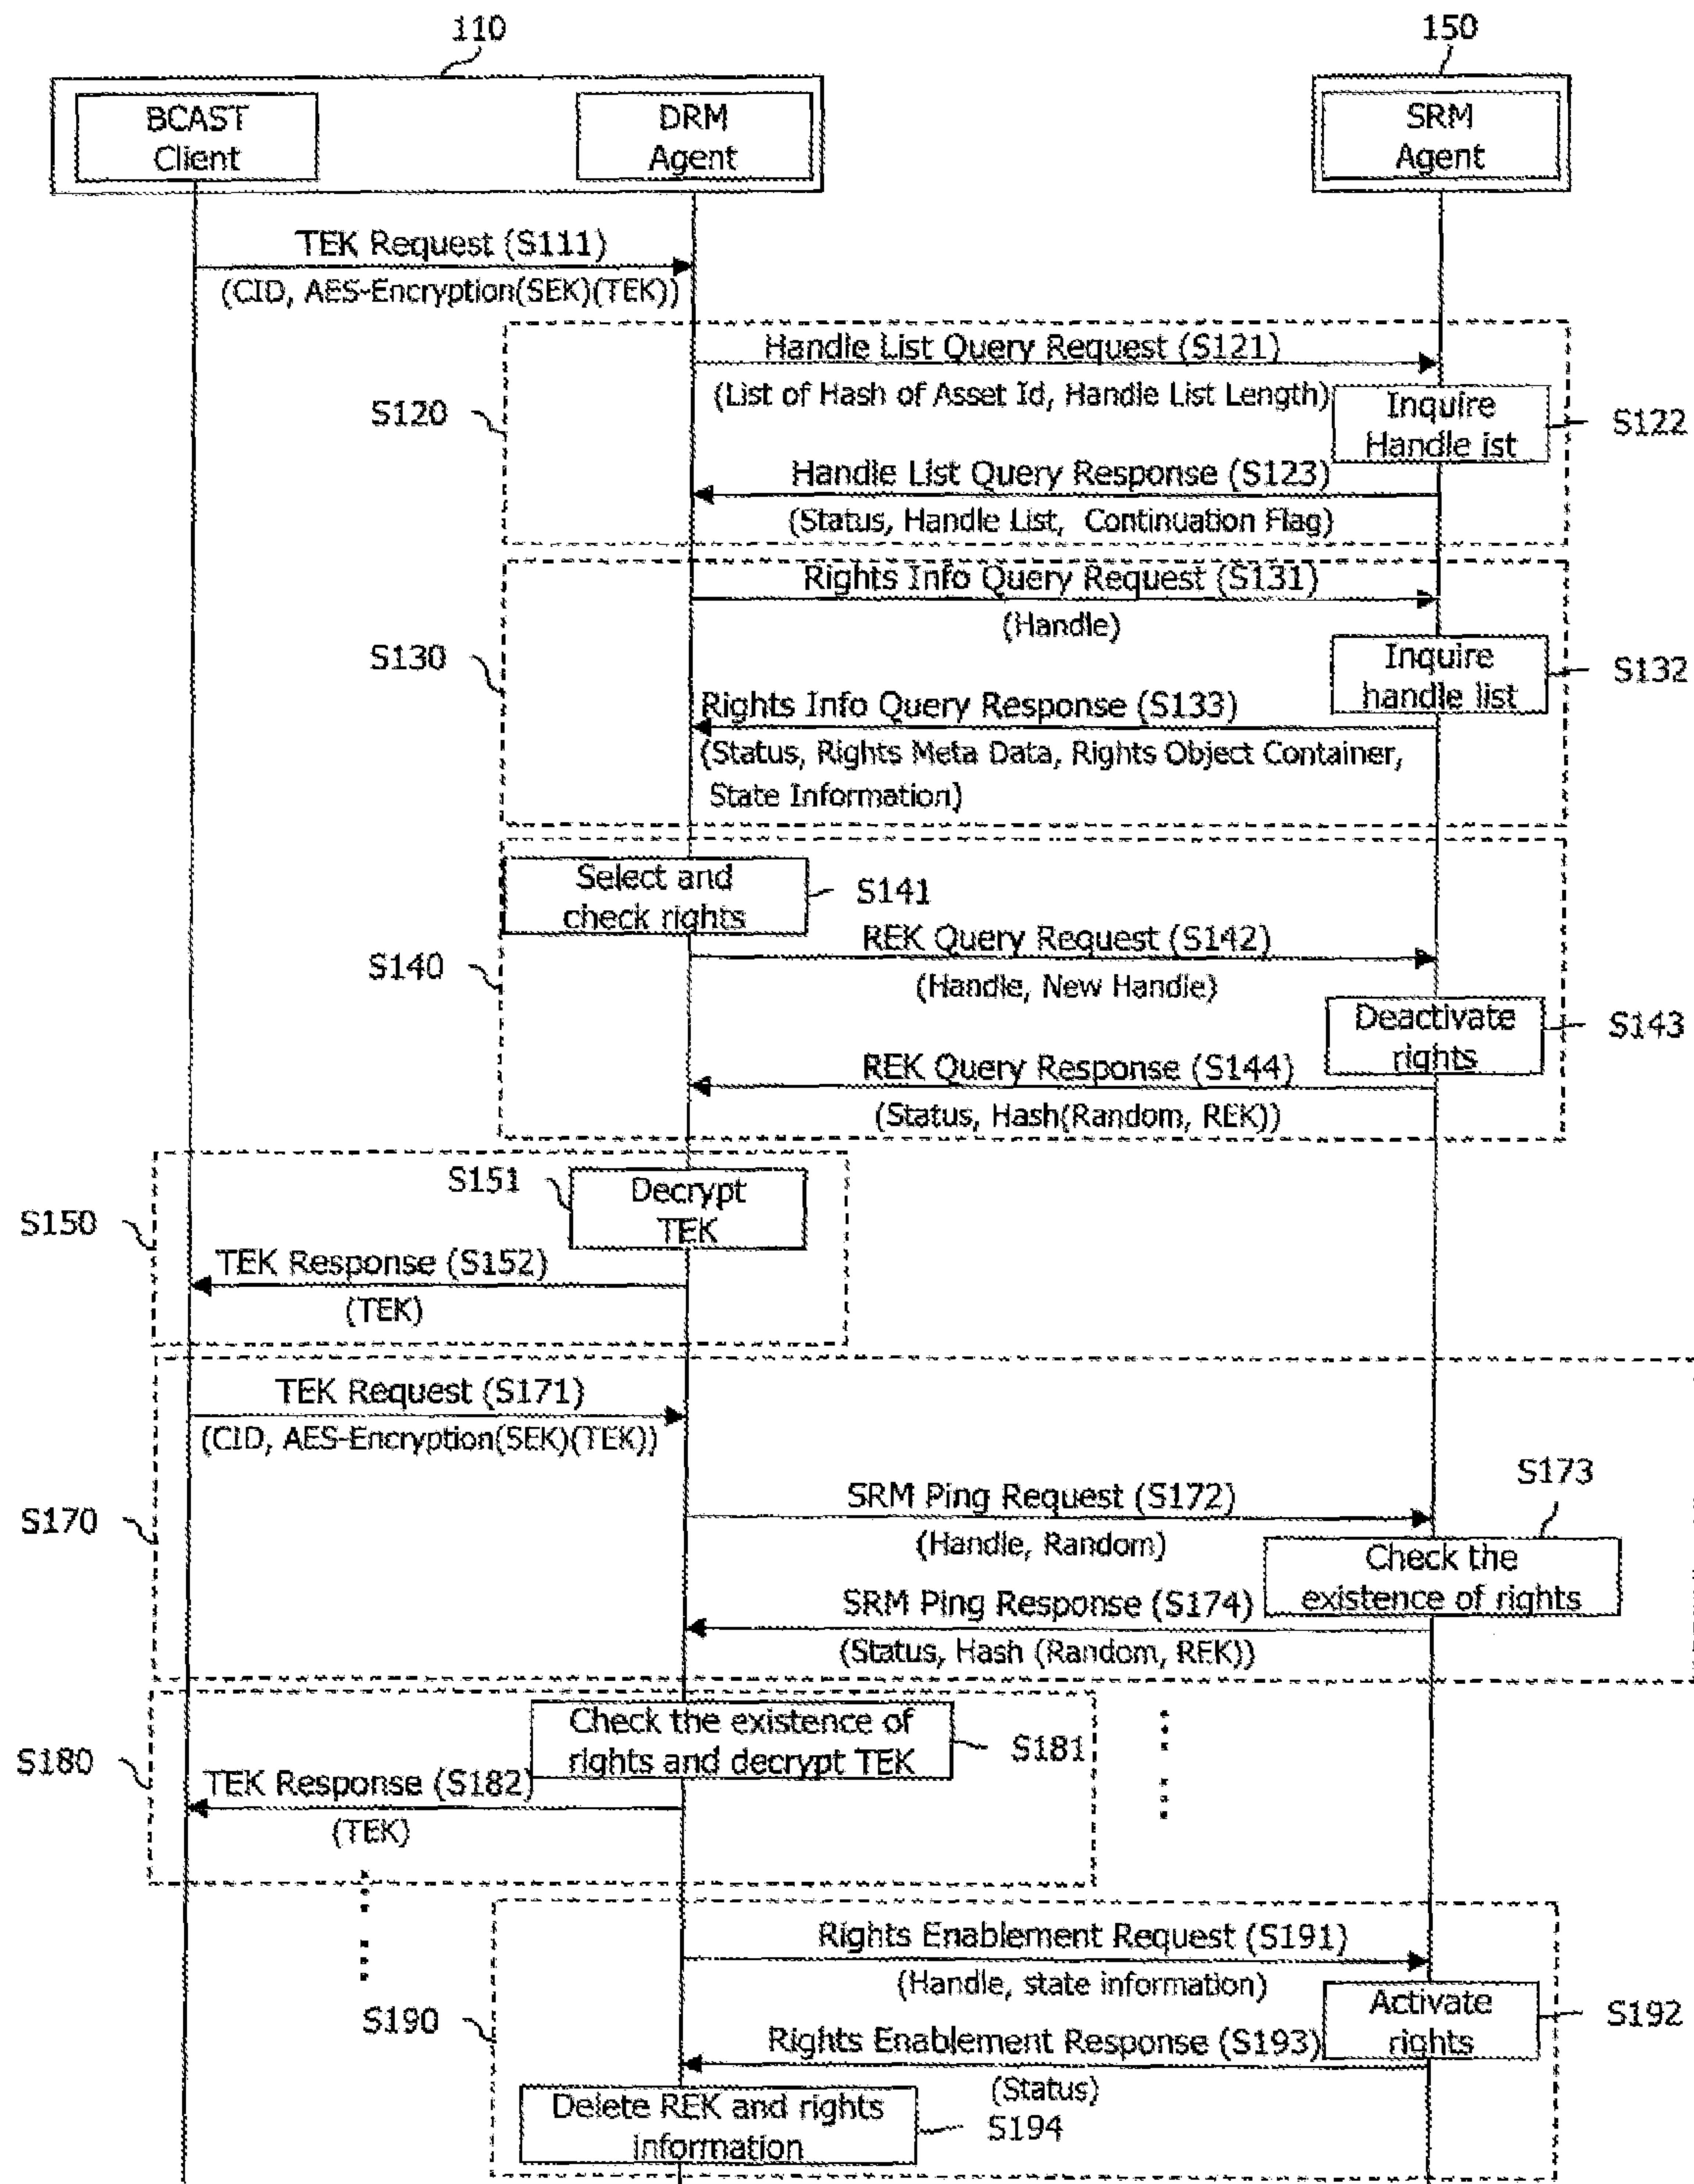 110
150
BCAST
Client
DRM
Agent
SRM
Agent
TEK Request (S111)
(CID, AES-Encryption(SEK)(TEK))
Handle List Query Request (S121)
(List of Hash of Asset Id, Handle List Length)
S120
Inquire
Handle ist
S122
Handle List Query Response (S123)
(Status, Handle List, Continuation Flag)
Rights Info Query Request (S131)
(Handle)
S130
Inquire
handle list
S132
Rights Info Query Response (S133)
(Status, Rights Meta Data, Rights Object Container,
State Information)
Select and
check rights
S141
REK Query Request (S142)
S140
(Handle, New Handle)
Deactivate
rights
S143
REK Query Response (S144)
(Status, Hash(Random, REK))
S151
Decrypt
TEK
S150
TEK Response (S152)
(TEK)
TEK Request (S171)
(CID, AES-Encryption(SEK)(TEK))
S173
SRM Ping Request (S172)
S170
(Handle, Random)
Check the
existence of rights
SRM Ping Response (S174)
(Status, Hash (Random, REK))
Check the existence of
rights and decrypt TEK
S181
S180
TEK Response (S182)
(TEK)
Rights Enablement Request (S191)
(Handle, state information)
S190
Activate
rights
S192
Rights Enablement Response (S193)
(Status)
Delete REK and rights
information
S194